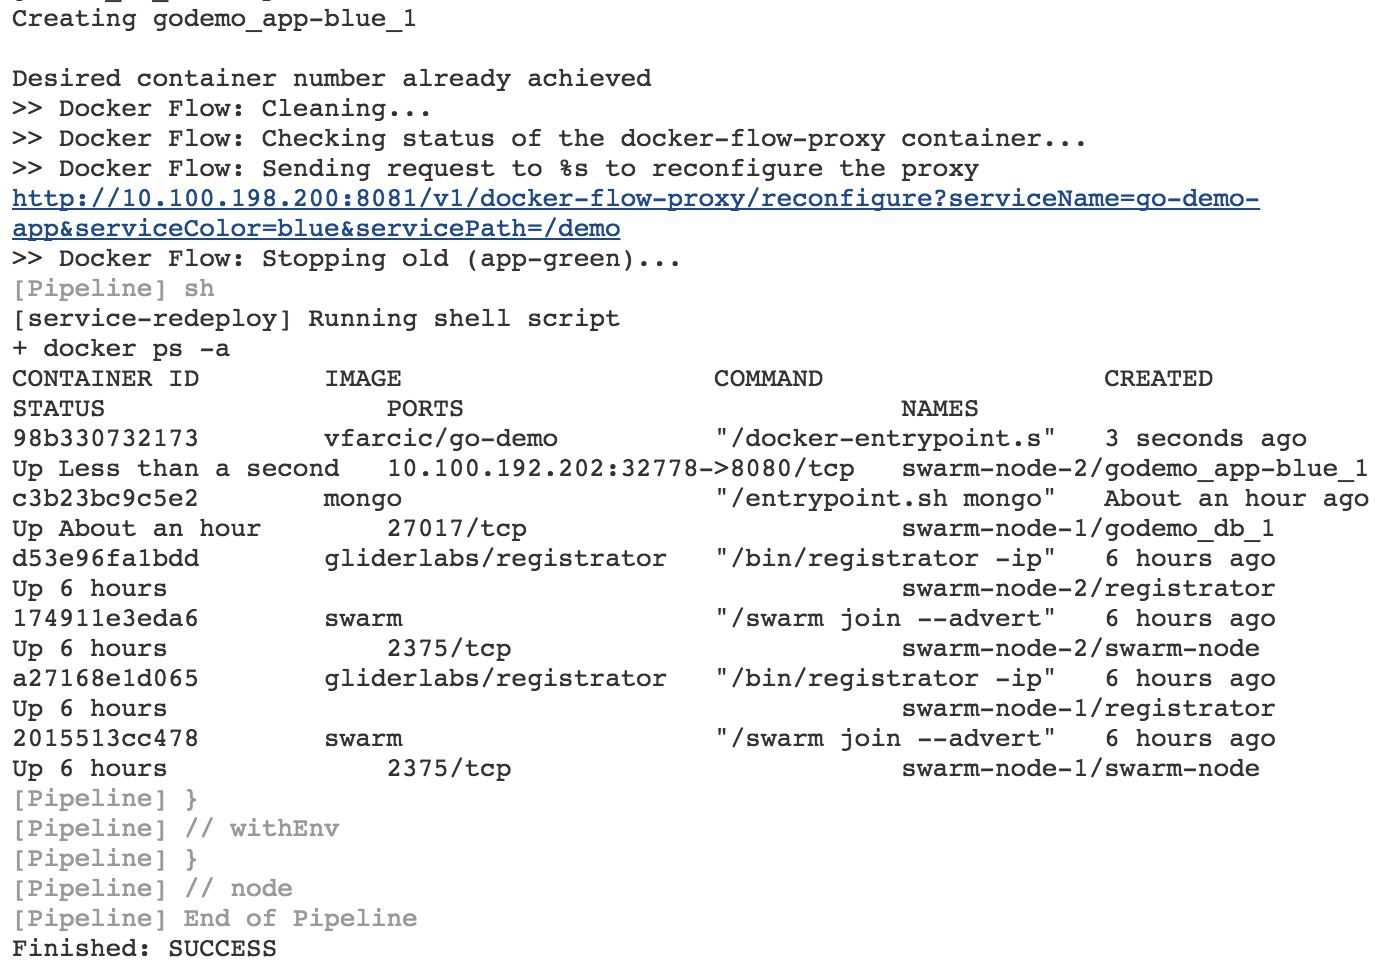 Creating godemo_app-blue_1
Desired container number already achieved
>> Docker Flow: Cleaning...
>> Docker Flow: Checking status of the docker-flow-proxy container...
>> Docker Flow: Sending request to %s to reconfigure the proxy
http://10.100.198.200:8081/v1/docker-flow-proxy/reconfigure?serviceName=go-demo-
app&serviceColor=blue&servicePath=/demo
>> Docker Flow: Stopping old (app-green)...
[Pipeline] sh
[service-redeploy] Running shell script
+ docker ps -a
CONTAINER ID        IMAGE                    COMMAND                  CREATED
STATUS                  PORTS                            NAMES
98b330732173        vfarcic/go-demo          "/docker-entrypoint.s"   3 seconds ago
Up Less than a second   10.100.192.202:32778->8080/tcp   swarm-node-2/godemo_app-blue_1
c3b23bc9c5e2        mongo                    "/entrypoint.sh mongo"   About an hour ago
Up About an hour        27017/tcp                        swarm-node-1/godemo_db_1
d53e96fa1bdd        gliderlabs/registrator   "/bin/registrator -ip"   6 hours ago
Up 6 hours                                               swarm-node-2/registrator
174911e3eda6        swarm                    "/swarm join --advert"   6 hours ago
Up 6 hours              2375/tcp                         swarm-node-2/swarm-node
a27168e1d065        gliderlabs/registrator   "/bin/registrator -ip"   6 hours ago
Up 6 hours                                               swarm-node-1/registrator
2015513cc478        swarm                    "/swarm join --advert"   6 hours ago
Up 6 hours              2375/tcp                         swarm-node-1/swarm-node
[Pipeline] }
[Pipeline] // withEnv
[Pipeline] }
[Pipeline] // node
[Pipeline] End of Pipeline
Finished: SUCCESS